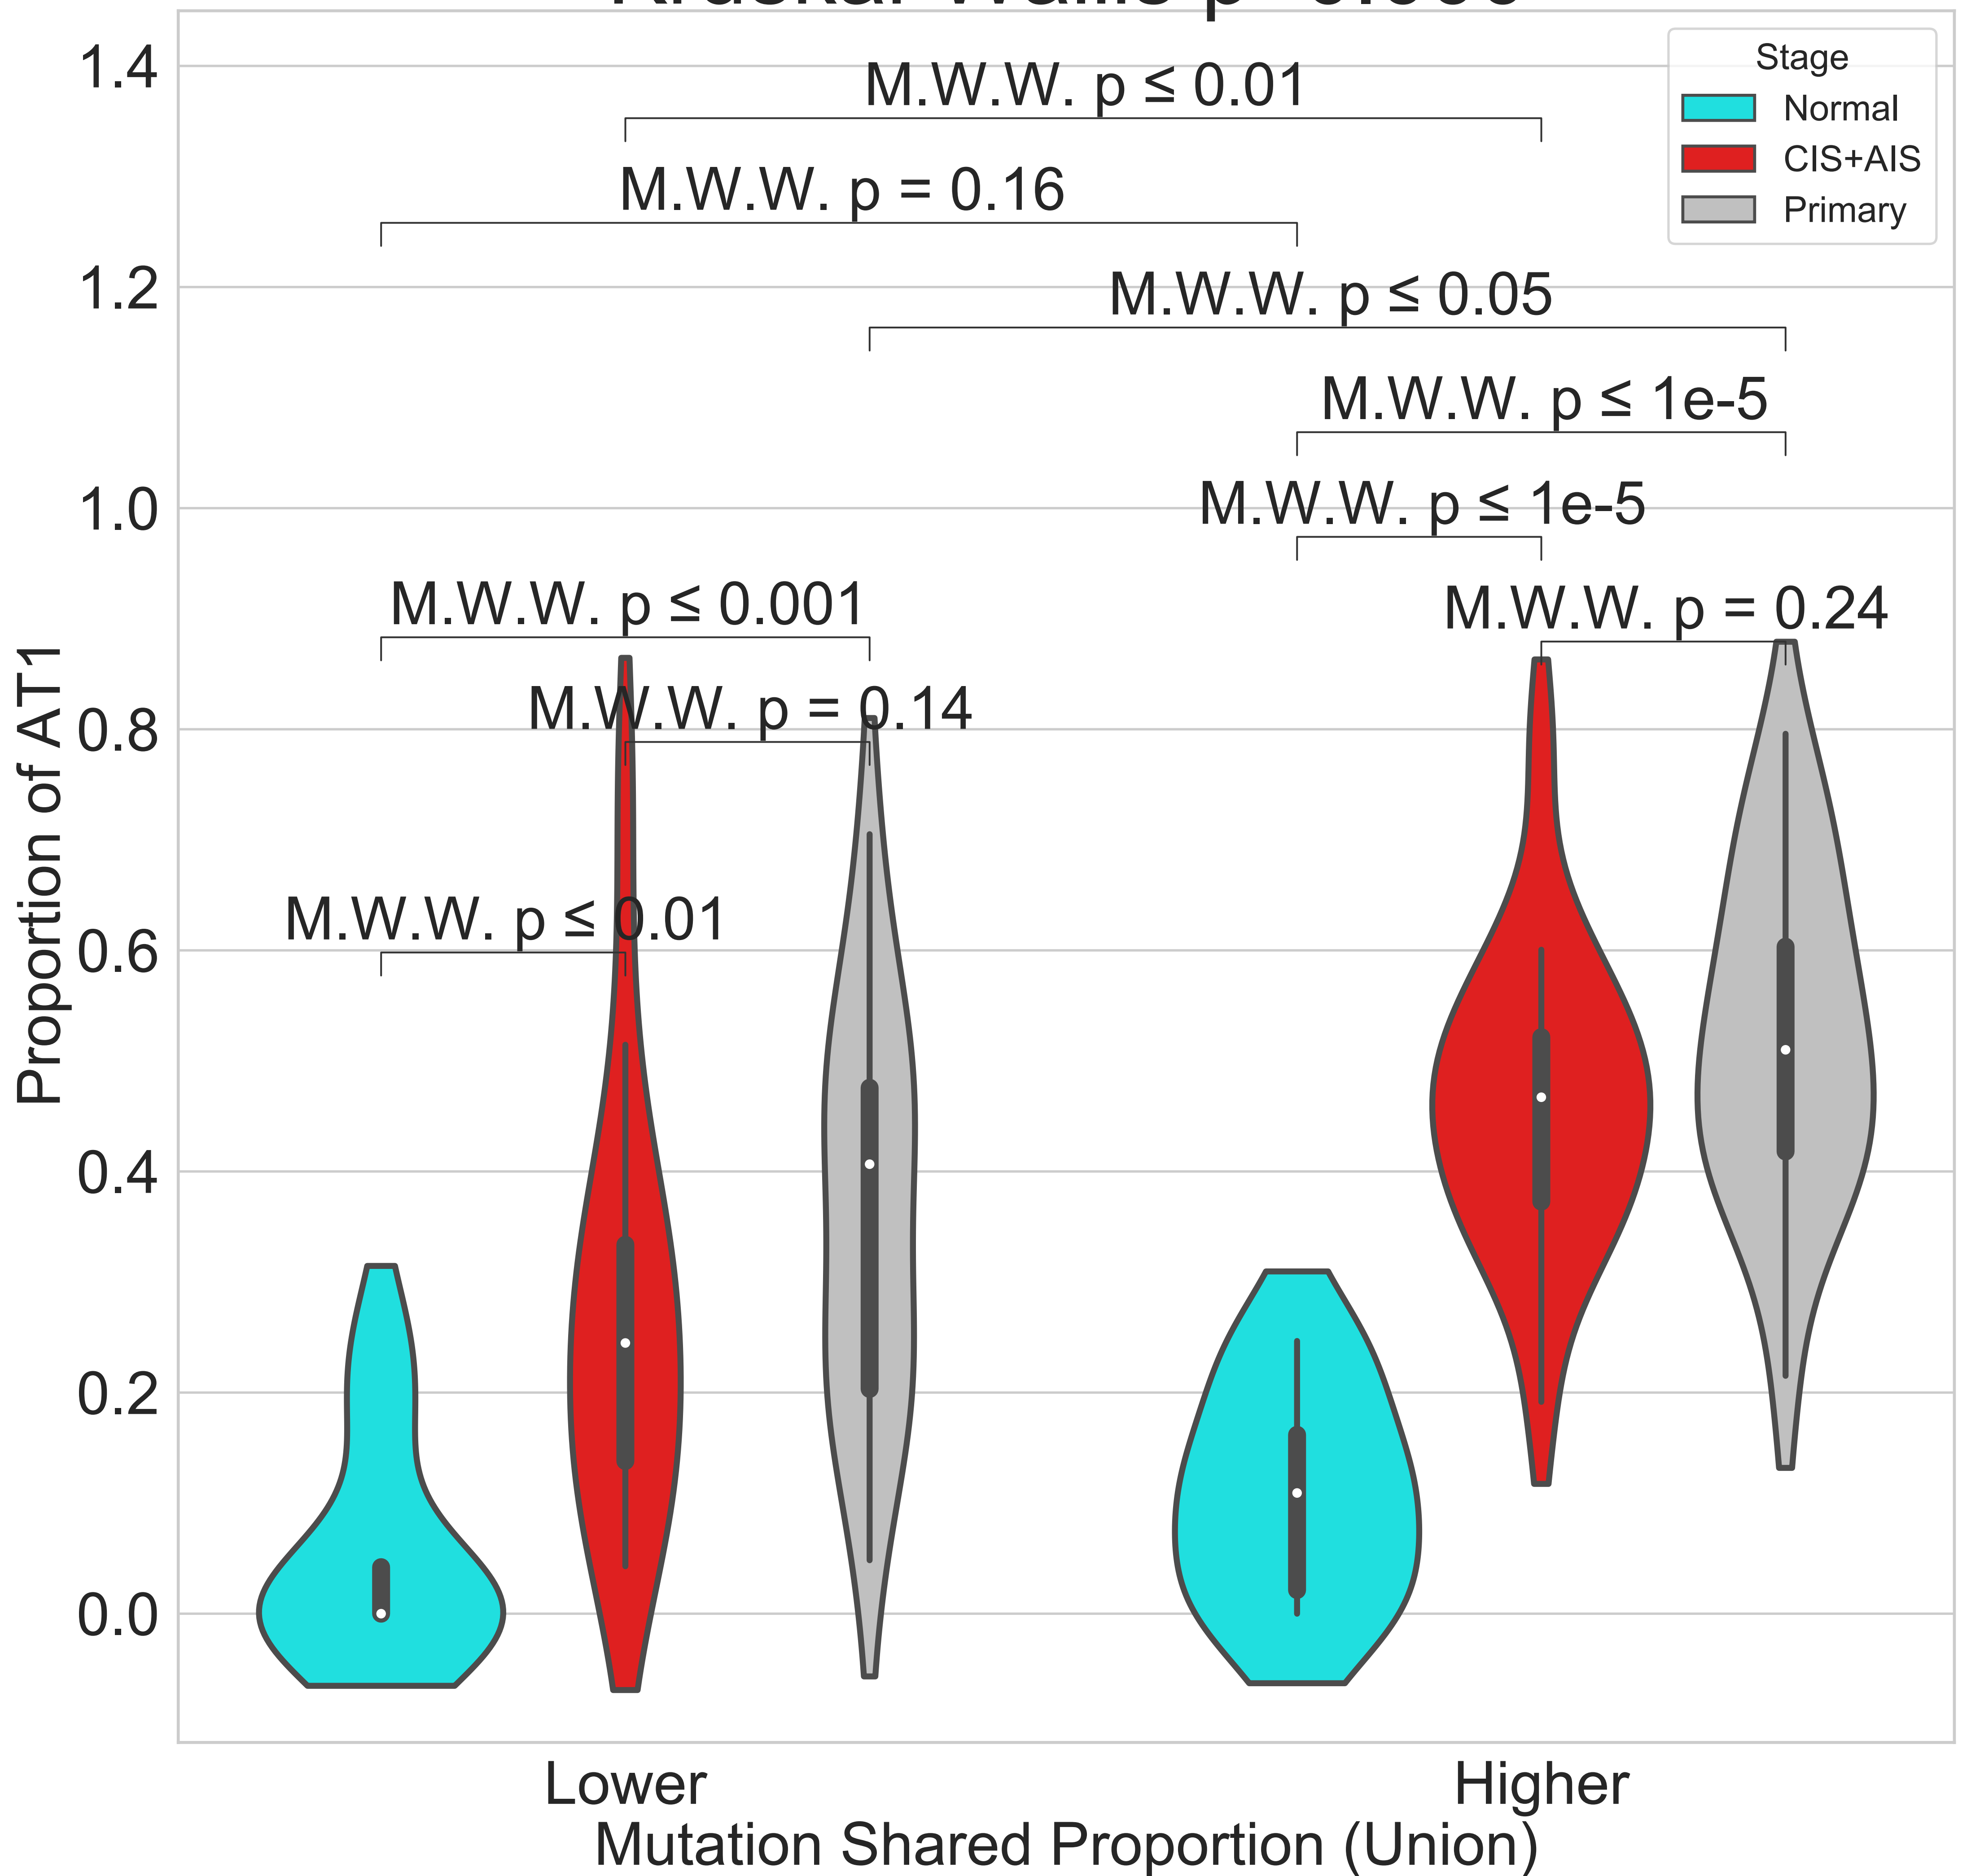 1.4
1.2
1.0
0.8
0.6
0.4
0.2
0.0
Proportion of AT1
M.W.W. p ≤ 0.01
M.W.W. p = 0.16
M.W.W. p ≤ 0.05
M.W.W. p ≤ 1e-5
M.W.W. p ≤ 1e-5
M.W.W. p ≤ 0.001
M.W.W. p = 0.24
M.W.W. p = 0.14
M.W.W. p ≤ 0.01
Stage
Normal
CIS+AIS
Primary
Lower
Higher
Mutation Shared Proportion (Union)